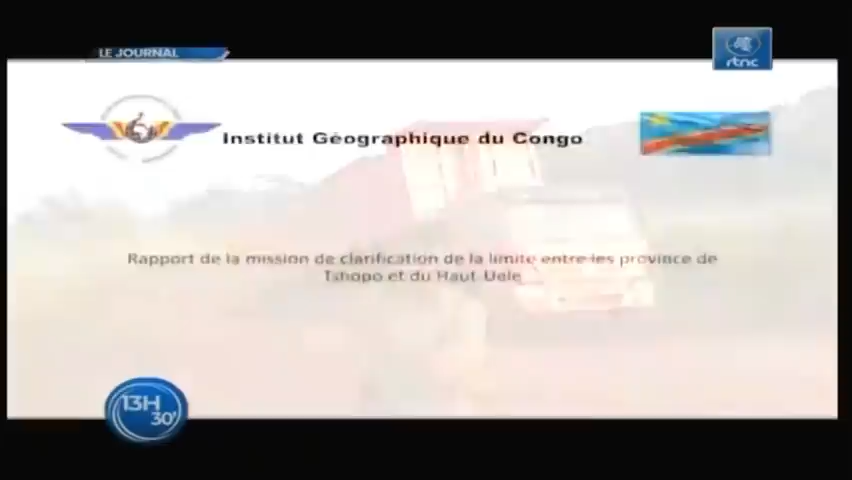 LE JOURNAL
rtnc
Institut Géographique du Congo
Rapport de la mission de clarification de la limite entre les province de
Tshopo et du Haut-Uele
13H
30'